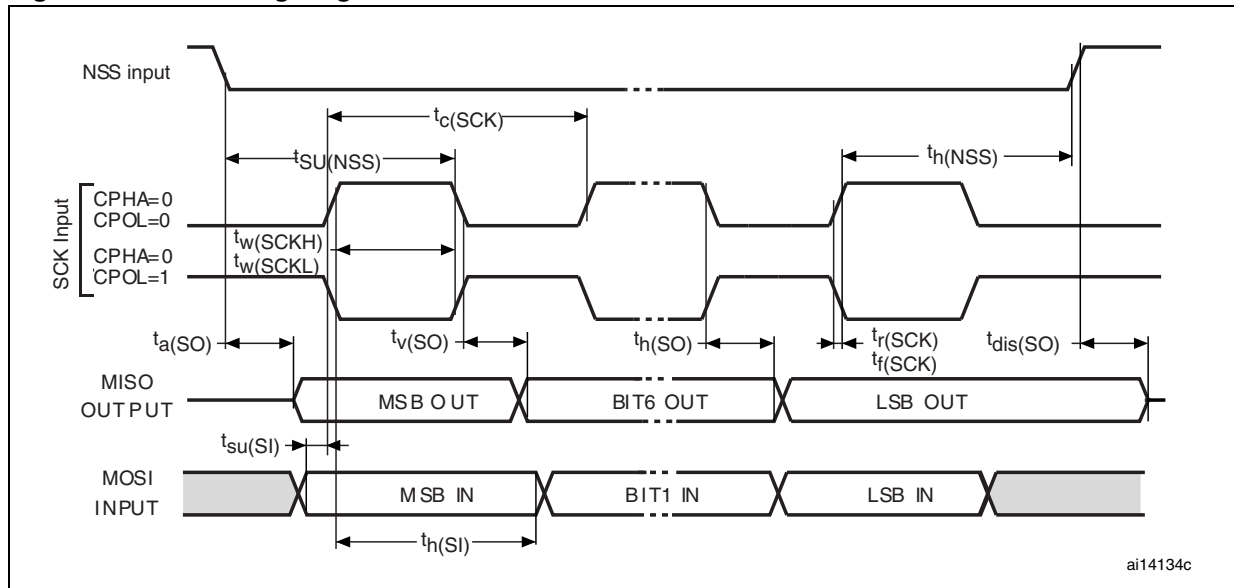 NSS input
tc(SCK)
tSU(NSS)
th(NSS)
SCK Input
CPHA=0
CPOL=0
tw(SCKH)
CPHA=0
tw(SCKL)
CPOL=1
ta(SO)
tv(SO)
th(SO)
tr(SCK)
tf(SCK)
tdis(SO)
MISO
OUTPUT
MSB OUT
BIT6 OUT
LSB OUT
tsu(SI)
MOSI
INPUT
MSB IN
BIT1 IN
LSB IN
th(SI)
ai14134c